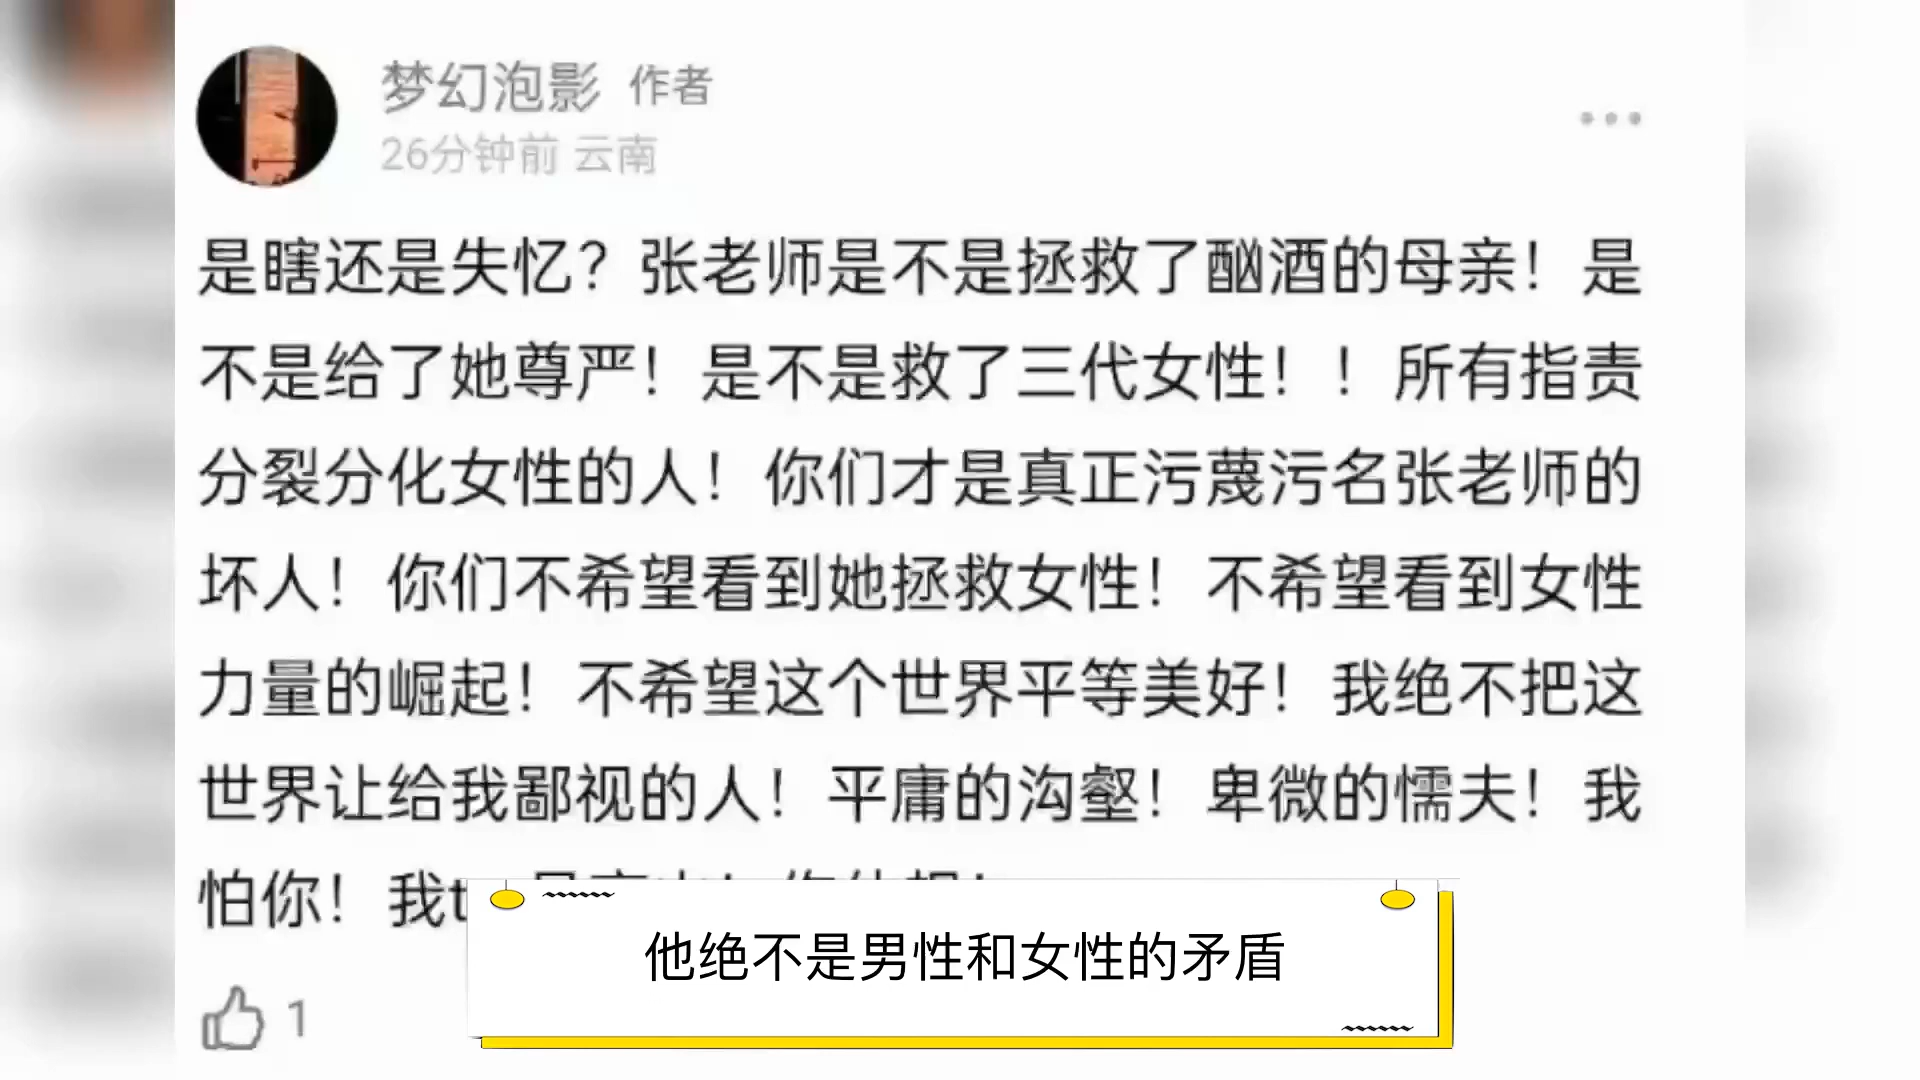 梦幻泡影 作者
26分钟前 云南
是瞎还是失忆？张老师是不是拯救了酗酒的母亲！是
不是给了她尊严！是不是救了三代女性！！所有指责
分裂分化女性的人！你们才是真正污蔑污名张老师的
坏人！你们不希望看到她拯救女性！不希望看到女性
力量的崛起！不希望这个世界平等美好！我绝不把这
世界让给我鄙视的人！平庸的沟壑！卑微的懦夫！我
怕你！我t
他绝不是男性和女性的矛盾
1